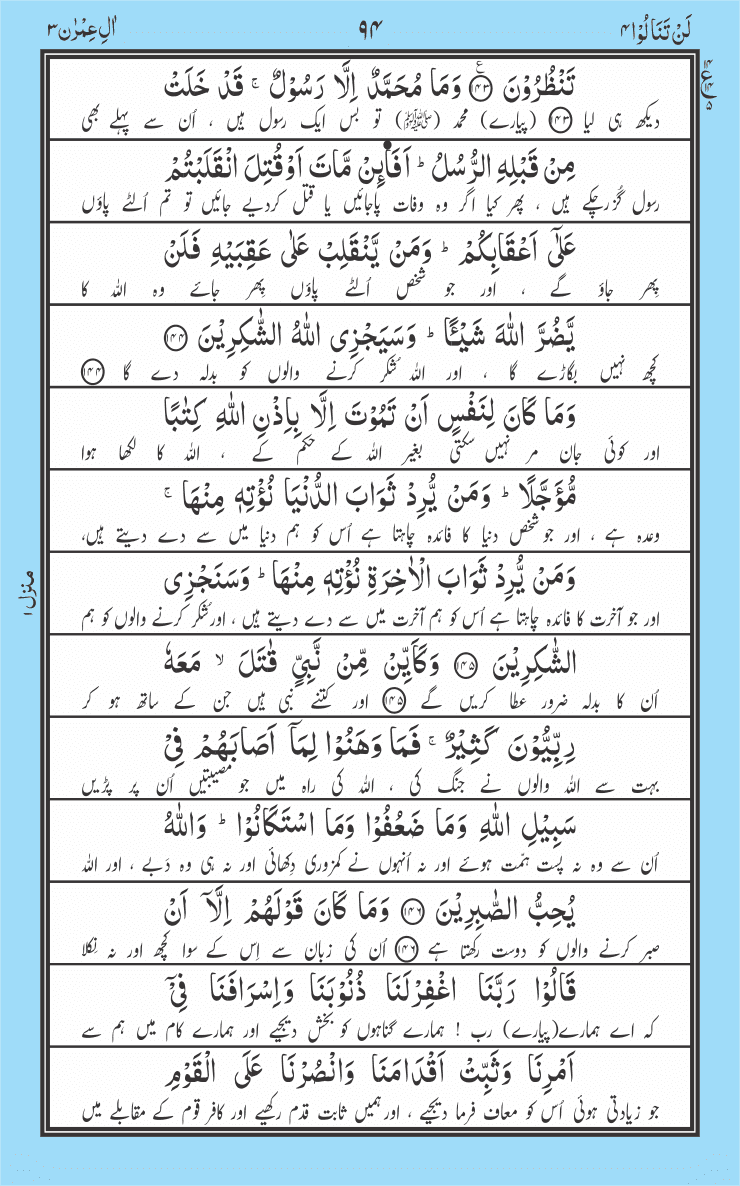 لَنْ تَنَالُوْا ۴
۹۴
اٰلِ عِمْرٰن ۳
تَنْظُرُوْنَ ﴿۱۴۳﴾ وَمَا مُحَمَّدٌ اِلَّا رَسُوْلٌ ۚ قَدْ خَلَتْ
دیکھ ہی لیا ﴿۱۴۳﴾ (پیارے) محمد (ﷺ) تو بس ایک رسول ہیں ، اُن سے پہلے بھی
مِنْ قَبْلِهِ الرُّسُلُ ؕ اَفَا۟ئِنْ مَّاتَ اَوْ قُتِلَ انْقَلَبْتُمْ
رسول گُزرچکے ہیں ، پھر کیا اگر وہ وفات پاجائیں یا قتل کردیے جائیں تو تم اُلٹے پاؤں
عَلٰٓى اَعْقَابِكُمْ ؕ وَمَنْ يَّنْقَلِبْ عَلٰى عَقِبَيْهِ فَلَنْ
پھر جاؤ گے ، اور جو شخص اُلٹے پاؤں پھر جائے وہ اللہ کا
يَّضُرَّ اللّٰهَ شَيْـًٔا ؕ وَسَيَجْزِى اللّٰهُ الشّٰكِرِيْنَ ﴿۱۴۴﴾
کچھ نہیں بگاڑے گا ، اور اللہ شُکر کرنے والوں کو بدلہ دے گا ﴿۱۴۴﴾
وَمَا كَانَ لِنَفْسٍ اَنْ تَمُوْتَ اِلَّا بِاِذْنِ اللّٰهِ كِتٰبًا
اور کوئی جان مر نہیں سکتی بغیر اللہ کے حکم کے ، اللہ کا لکھا ہوا
مُّؤَجَّلًا ؕ وَمَنْ يُّرِدْ ثَوَابَ الدُّنْيَا نُؤْتِهٖ مِنْهَا ۚ
وعدہ ہے ، اور جو شخص دنیا کا فائدہ چاہتا ہے اُس کو ہم دنیا میں سے دے دیتے ہیں،
وَمَنْ يُّرِدْ ثَوَابَ الْاٰخِرَةِ نُؤْتِهٖ مِنْهَا ؕ وَسَنَجْزِى
اور جو آخرت کا فائدہ چاہتا ہے اُس کو ہم آخرت میں سے دے دیتے ہیں ، اور شُکر کرنے والوں کو ہم
الشّٰكِرِيْنَ ﴿۱۴۵﴾ وَكَاَيِّنْ مِّنْ نَّبِىٍّ قٰتَلَ ۙ مَعَهٗ
اُن کا بدلہ ضرور عطا کریں گے ﴿۱۴۵﴾ اور کتنے نبی ہیں جن کے ساتھ ہو کر
رِبِّيُّوْنَ كَثِيْرٌ ۚ فَمَا وَهَنُوْا لِمَاۤ اَصَابَهُمْ فِىْ
بہت سے اللہ والوں نے جنگ کی ، اللہ کی راہ میں جو مصیبتیں اُن پر پڑیں
سَبِيْلِ اللّٰهِ وَمَا ضَعُفُوْا وَمَا اسْتَكَانُوْا ؕ وَاللّٰهُ
اُن سے وہ نہ پست ہمت ہوئے اور نہ اُنہوں نے کمزوری دِکھائی اور نہ ہی وہ دَبے ، اور اللہ
يُحِبُّ الصّٰبِرِيْنَ ﴿۱۴۶﴾ وَمَا كَانَ قَوْلَهُمْ اِلَّاۤ اَنْ
صبر کرنے والوں کو دوست رکھتا ہے ﴿۱۴۶﴾ اُن کی زبان سے اِس کے سوا کچھ اور نہ نِکلا
قَالُوْا رَبَّنَا اغْفِرْلَنَا ذُنُوْبَنَا وَاِسْرَافَنَا فِىْۤ
کہ اے ہمارے(پیارے) رب ! ہمارے گناہوں کو بخش دیجیے اور ہمارے کام میں ہم سے
اَمْرِنَا وَثَبِّتْ اَقْدَامَنَا وَانْصُرْنَا عَلَى الْقَوْمِ
جو زیادتی ہوئی اُس کو معاف فرما دیجیے ، اور ہمیں ثابت قدم رکھیے اور کافر قوم کے مقابلے میں
منزل ۱